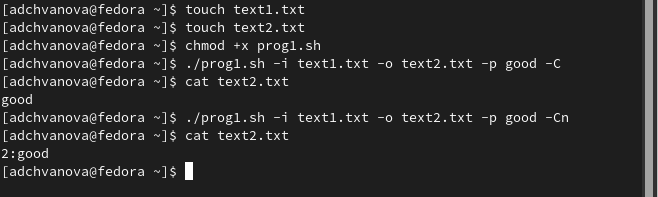 [adchvanova@fedora ~]$ touch text1.txt
[adchvanova@fedora ~]$ touch text2.txt
[adchvanova@fedora ~]$ chmod +x prog1.sh
[adchvanova@fedora ~]$ ./prog1.sh -i text1.txt -o text2.txt -p good -C
[adchvanova@fedora ~]$ cat text2.txt
good
[adchvanova@fedora ~]$ ./prog1.sh -i text1.txt -o text2.txt -p good -Cn
[adchvanova@fedora ~]$ cat text2.txt
2:good
[adchvanova@fedora ~]$